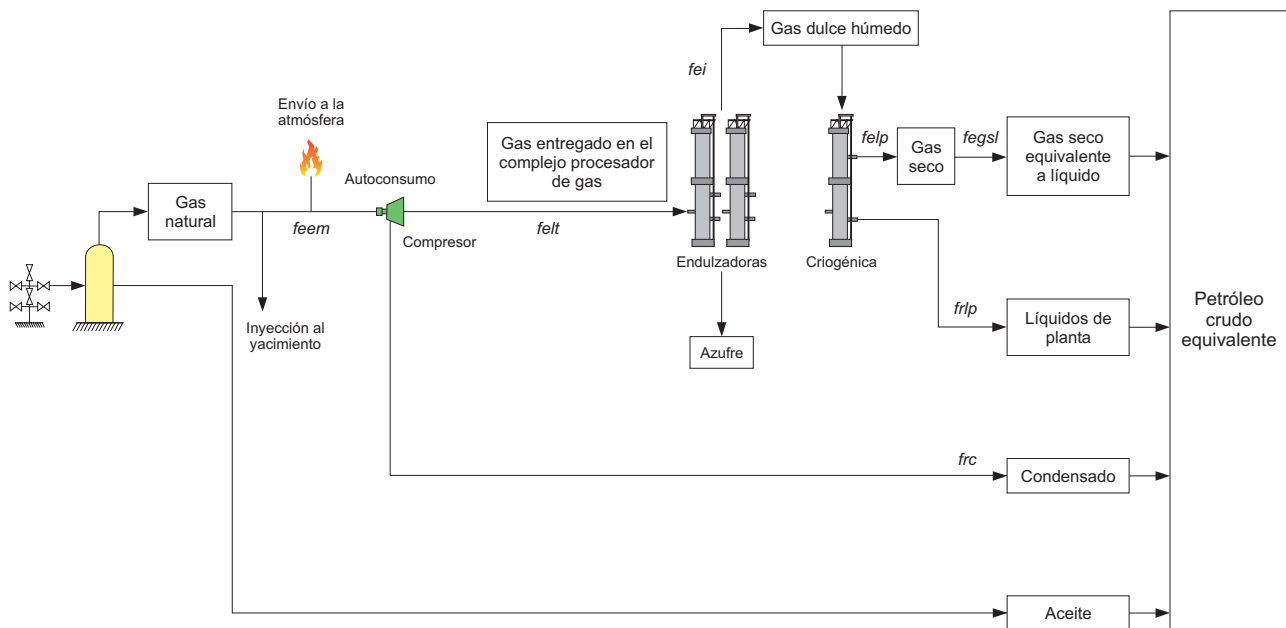 Gas dulce húmedo
fei
Envío a la
atmósfera
Gas entregado en el
complejo procesador
de gas
felp
Gas
seco
fegsl
Gas seco
equivalente
a líquido
Gas
natural
Autoconsumo
feem
Compresor
felt
Endulzadoras
Criogénica
Inyección al
yacimiento
Azufre
frlp
Líquidos de
planta
Petróleo
crudo
equivalente
frc
Condensado
Aceite